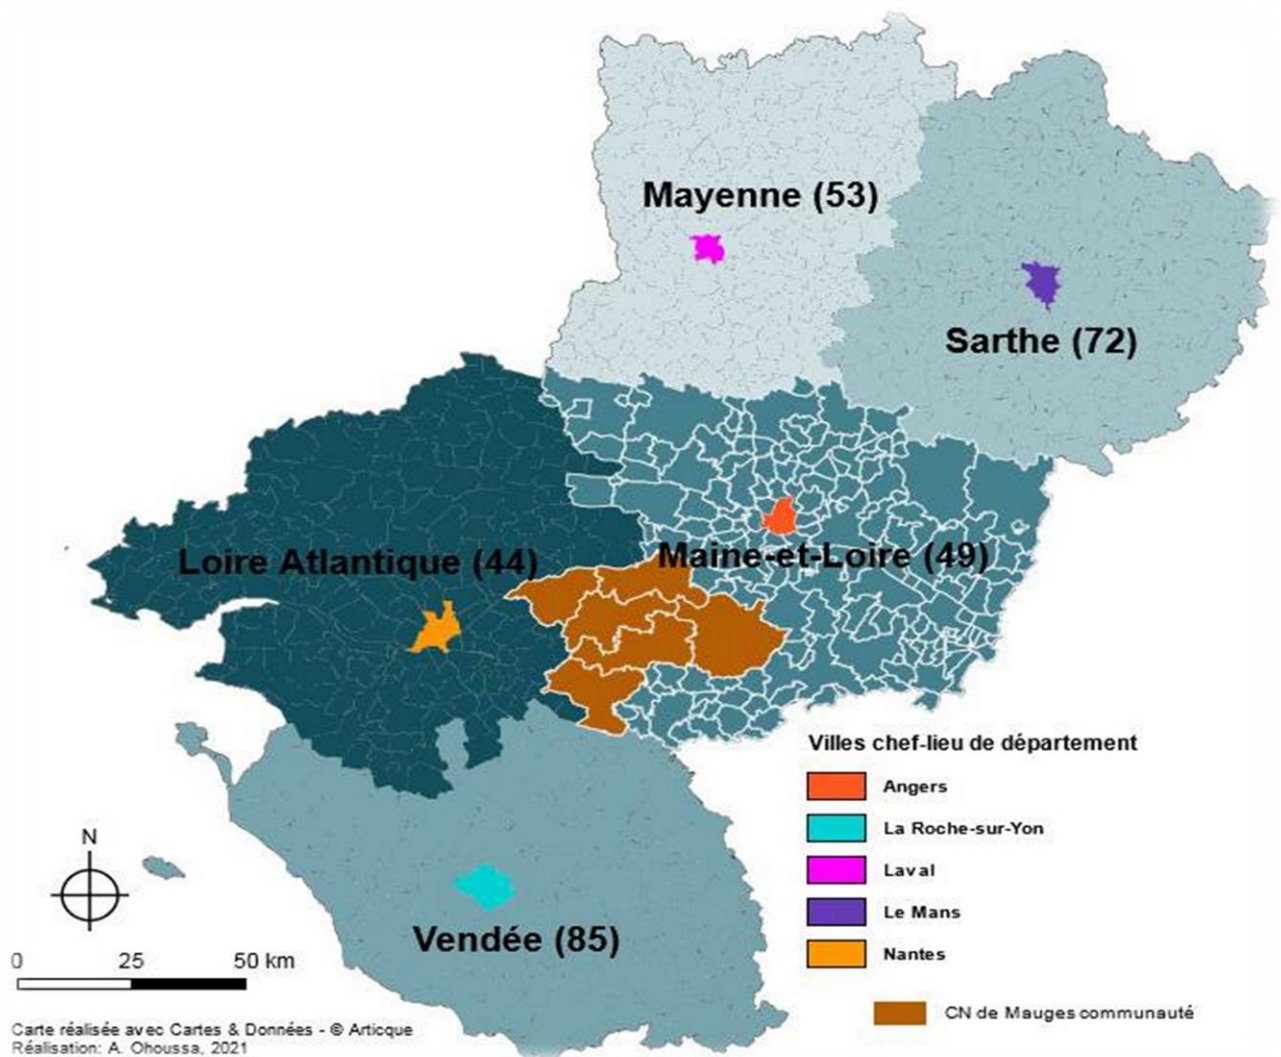 Mayenne (53)
Sarthe (72)
Loire Atlantique (44)
Maine-et-Loire (49)
Vendée (85)
Villes chef-lieu de département
Angers
La Roche-sur-Yon
Laval
Le Mans
Nantes
CN de Mauges communauté
N
0 25 50 km
Carte réalisée avec Cartes & Données - © Articque
Réalisation: A. Ohoussa, 2021